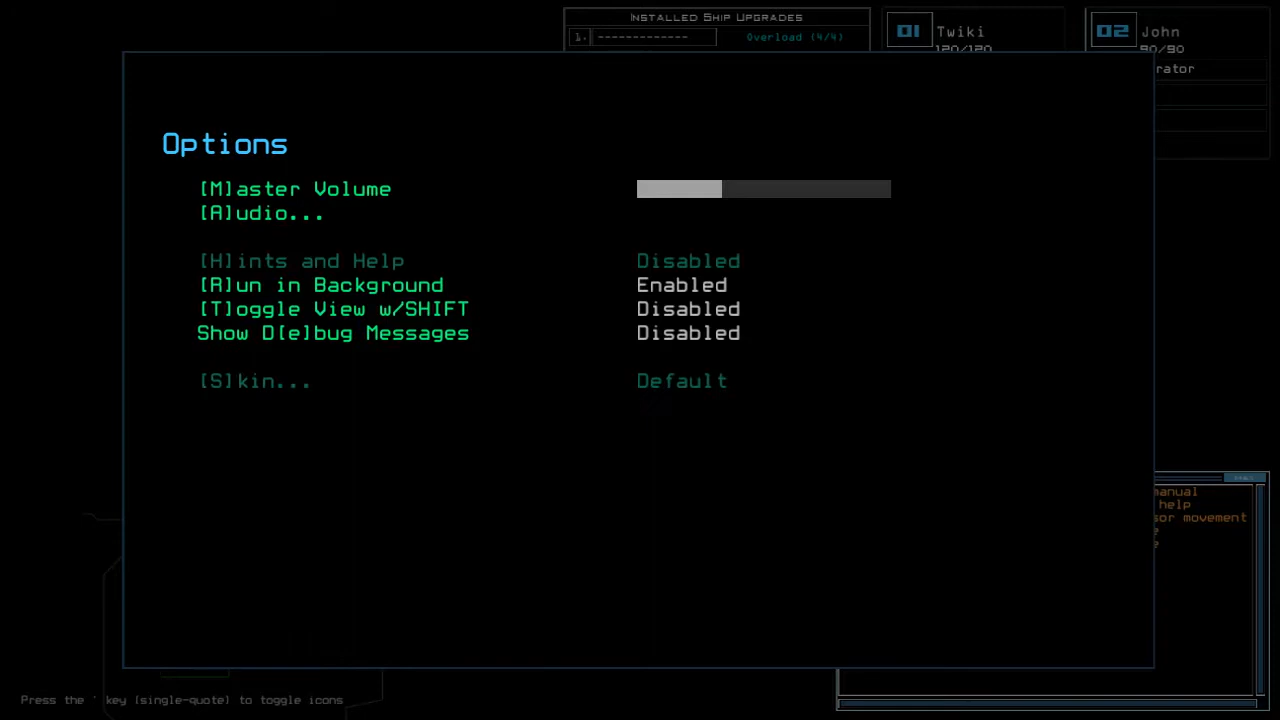 Installed Ship Upgrades
1. -------------
Overload (4/4)
01 Twiki
120/120
02 John
90/90
rator
Options
[M]aster Volume
[A]udio...
[H]ints and Help Disabled
[R]un in Background Enabled
[T]oggle View w/SHIFT Disabled
Show D[e]bug Messages Disabled
[S]kin... Default
manual
help
sor movement
Press the ' key (single-quote) to toggle icons